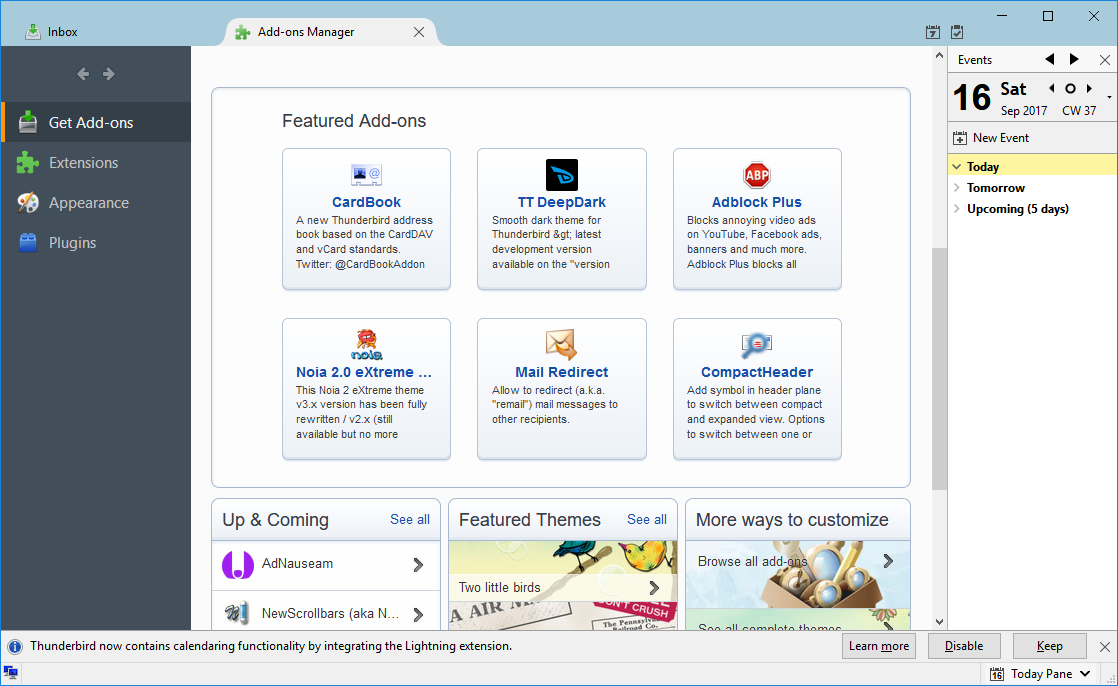 Inbox
Add-ons Manager
7
Events
16
Sat
Sep 2017
CW 37
New Event
Today
Tomorrow
Upcoming (5 days)
Get Add-ons
Extensions
Appearance
Plugins
Featured Add-ons
@
CardBook
A new Thunderbird address
book based on the CardDAV
and vCard standards.
Twitter: @CardBookAddon
TT DeepDark
Smooth dark theme for
Thunderbird &gt; latest
development version
available on the "version
ABP
Adblock Plus
Blocks annoying video ads
on YouTube, Facebook ads,
banners and much more.
Adblock Plus blocks all
noia
Noia 2.0 eXtreme ...
This Noia 2 eXtreme theme
v3.x version has been fully
rewritten / v2.x (still
available but no more
Mail Redirect
Allow to redirect (a.k.a.
"remail") mail messages to
other recipients.
CompactHeader
Add symbol in header plane
to switch between compact
and expanded view. Options
to switch between one or
Up & Coming
See all
AdNauseam
NewScrollbars (aka N...
Featured Themes
See all
Two little birds
A AIR M
N'T CRUSH
The Pennsylvania
Railroad Co.
More ways to customize
Browse all add-ons
See all complete themes
Thunderbird now contains calendaring functionality by integrating the Lightning extension.
Learn more
Disable
Keep
16
Today Pane